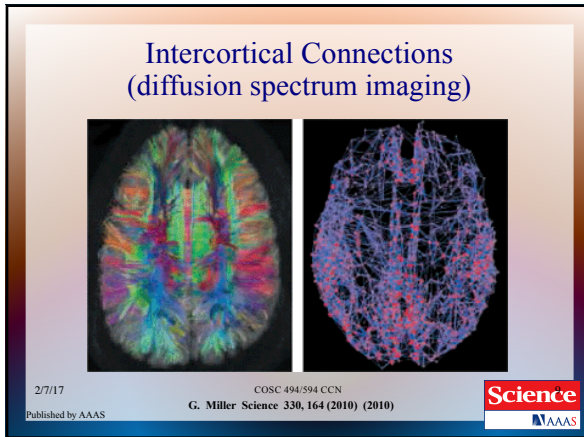 Intercortical Connections
(diffusion spectrum imaging)
2/7/17
COSC 494/594 CCN
Published by AAAS
G. Miller Science 330, 164 (2010) (2010)
Science
AAAS